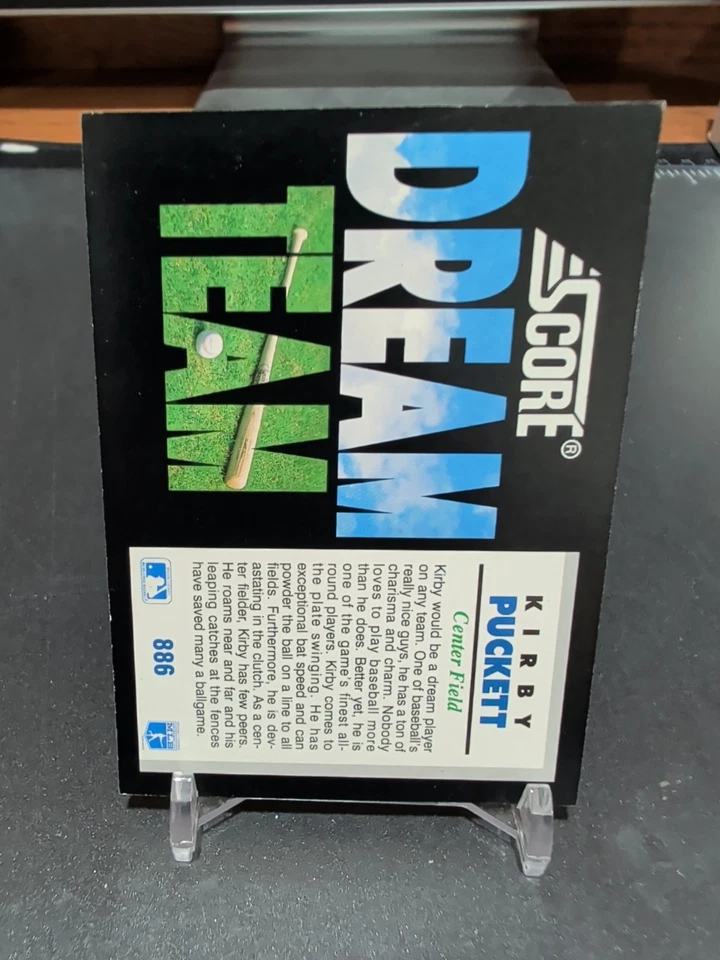 SCORE®
DREAM
TEAM
KIRBY
PUCKETT
Center Field
Kirby would be a dream player
on any team. One of baseball's
really nice guys, he has a ton of
charisma and charm. Nobody
loves to play baseball more
than he does. Better yet, he is
one of the game's finest all-
round players. Kirby comes to
the plate swinging. He has
exceptional bat speed and can
powder the ball on a line to all
fields. Furthermore, he is dev-
astating in the clutch. As a cen-
ter fielder, Kirby has few peers.
He roams near and far and his
leaping catches at the fences
have saved many a ballgame.
886